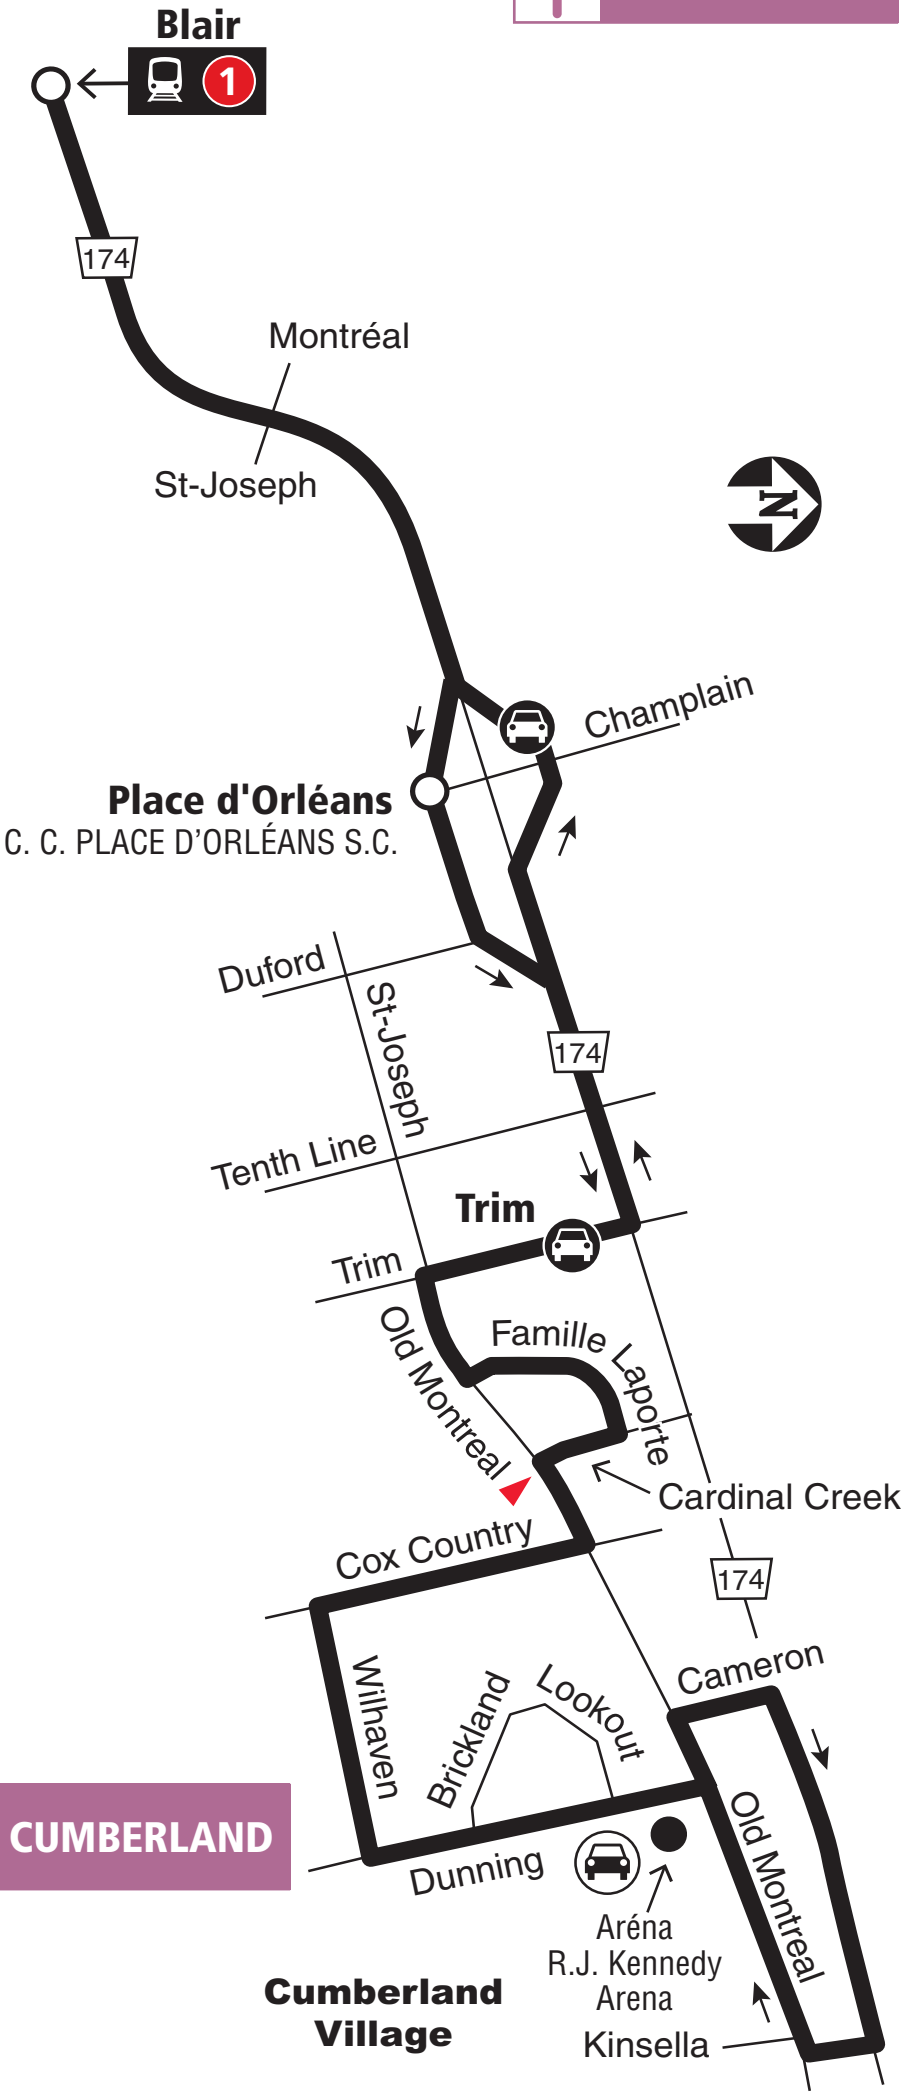 Blair
1
174
Montréal
St-Joseph
N
Champlain
Place d'Orléans
C. C. PLACE D'ORLÉANS S.C.
Duford
St-Joseph
174
Tenth Line
Trim
Trim
Old Montreal
Famille Laporte
Cardinal Creek
Cox Country
174
Cameron
Wilhaven
Brickland
Lookout
CUMBERLAND
Dunning
Old Montreal
Aréna
R.J. Kennedy
Arena
Cumberland
Village
Kinsella